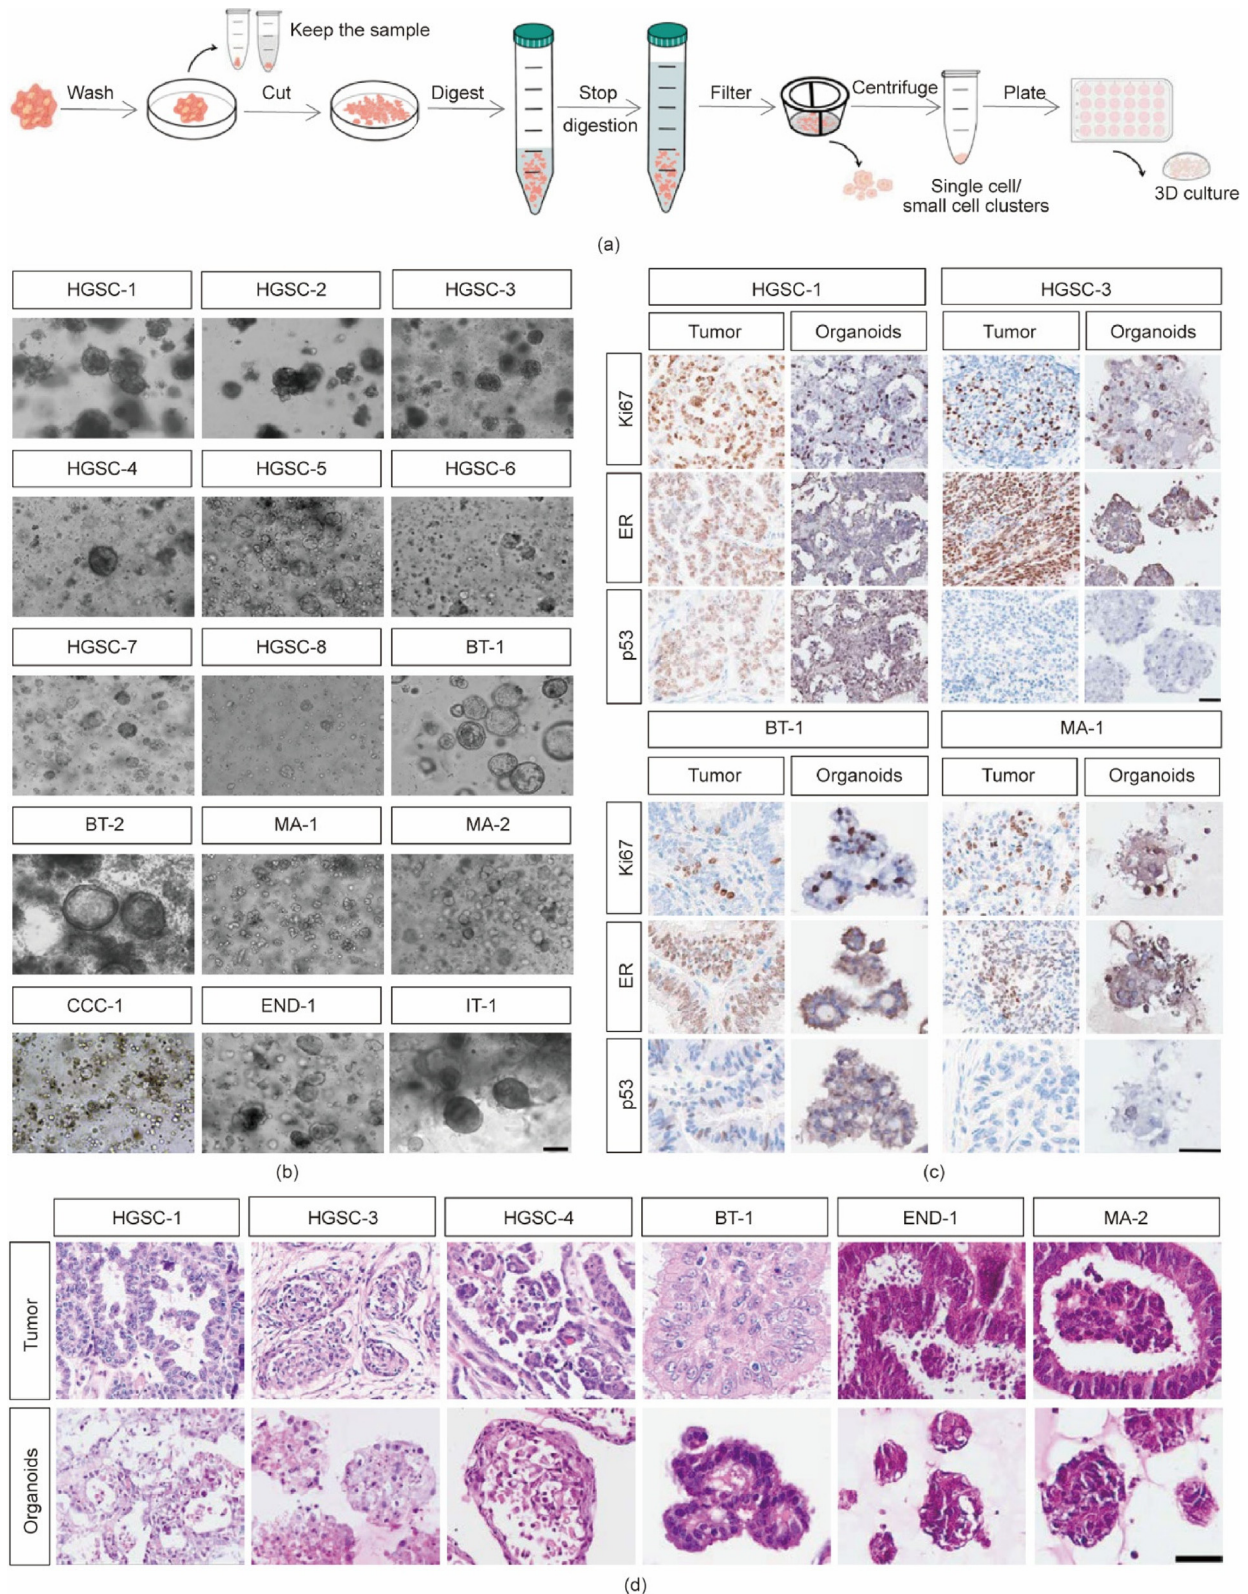 Keep the sample
Wash
Cut
Digest
Stop
digestion
Filter
Centrifuge
Plate
Single cell/
small cell clusters
3D culture
(a)
HGSC-1
HGSC-2
HGSC-3
HGSC-4
HGSC-5
HGSC-6
HGSC-7
HGSC-8
BT-1
BT-2
MA-1
MA-2
CCC-1
END-1
IT-1
(b)
HGSC-1
HGSC-3
Tumor
Organoids
Tumor
Organoids
Ki67
ER
p53
BT-1
MA-1
Tumor
Organoids
Tumor
Organoids
Ki67
ER
p53
(c)
HGSC-1
HGSC-3
HGSC-4
BT-1
END-1
MA-2
Tumor
Organoids
(d)